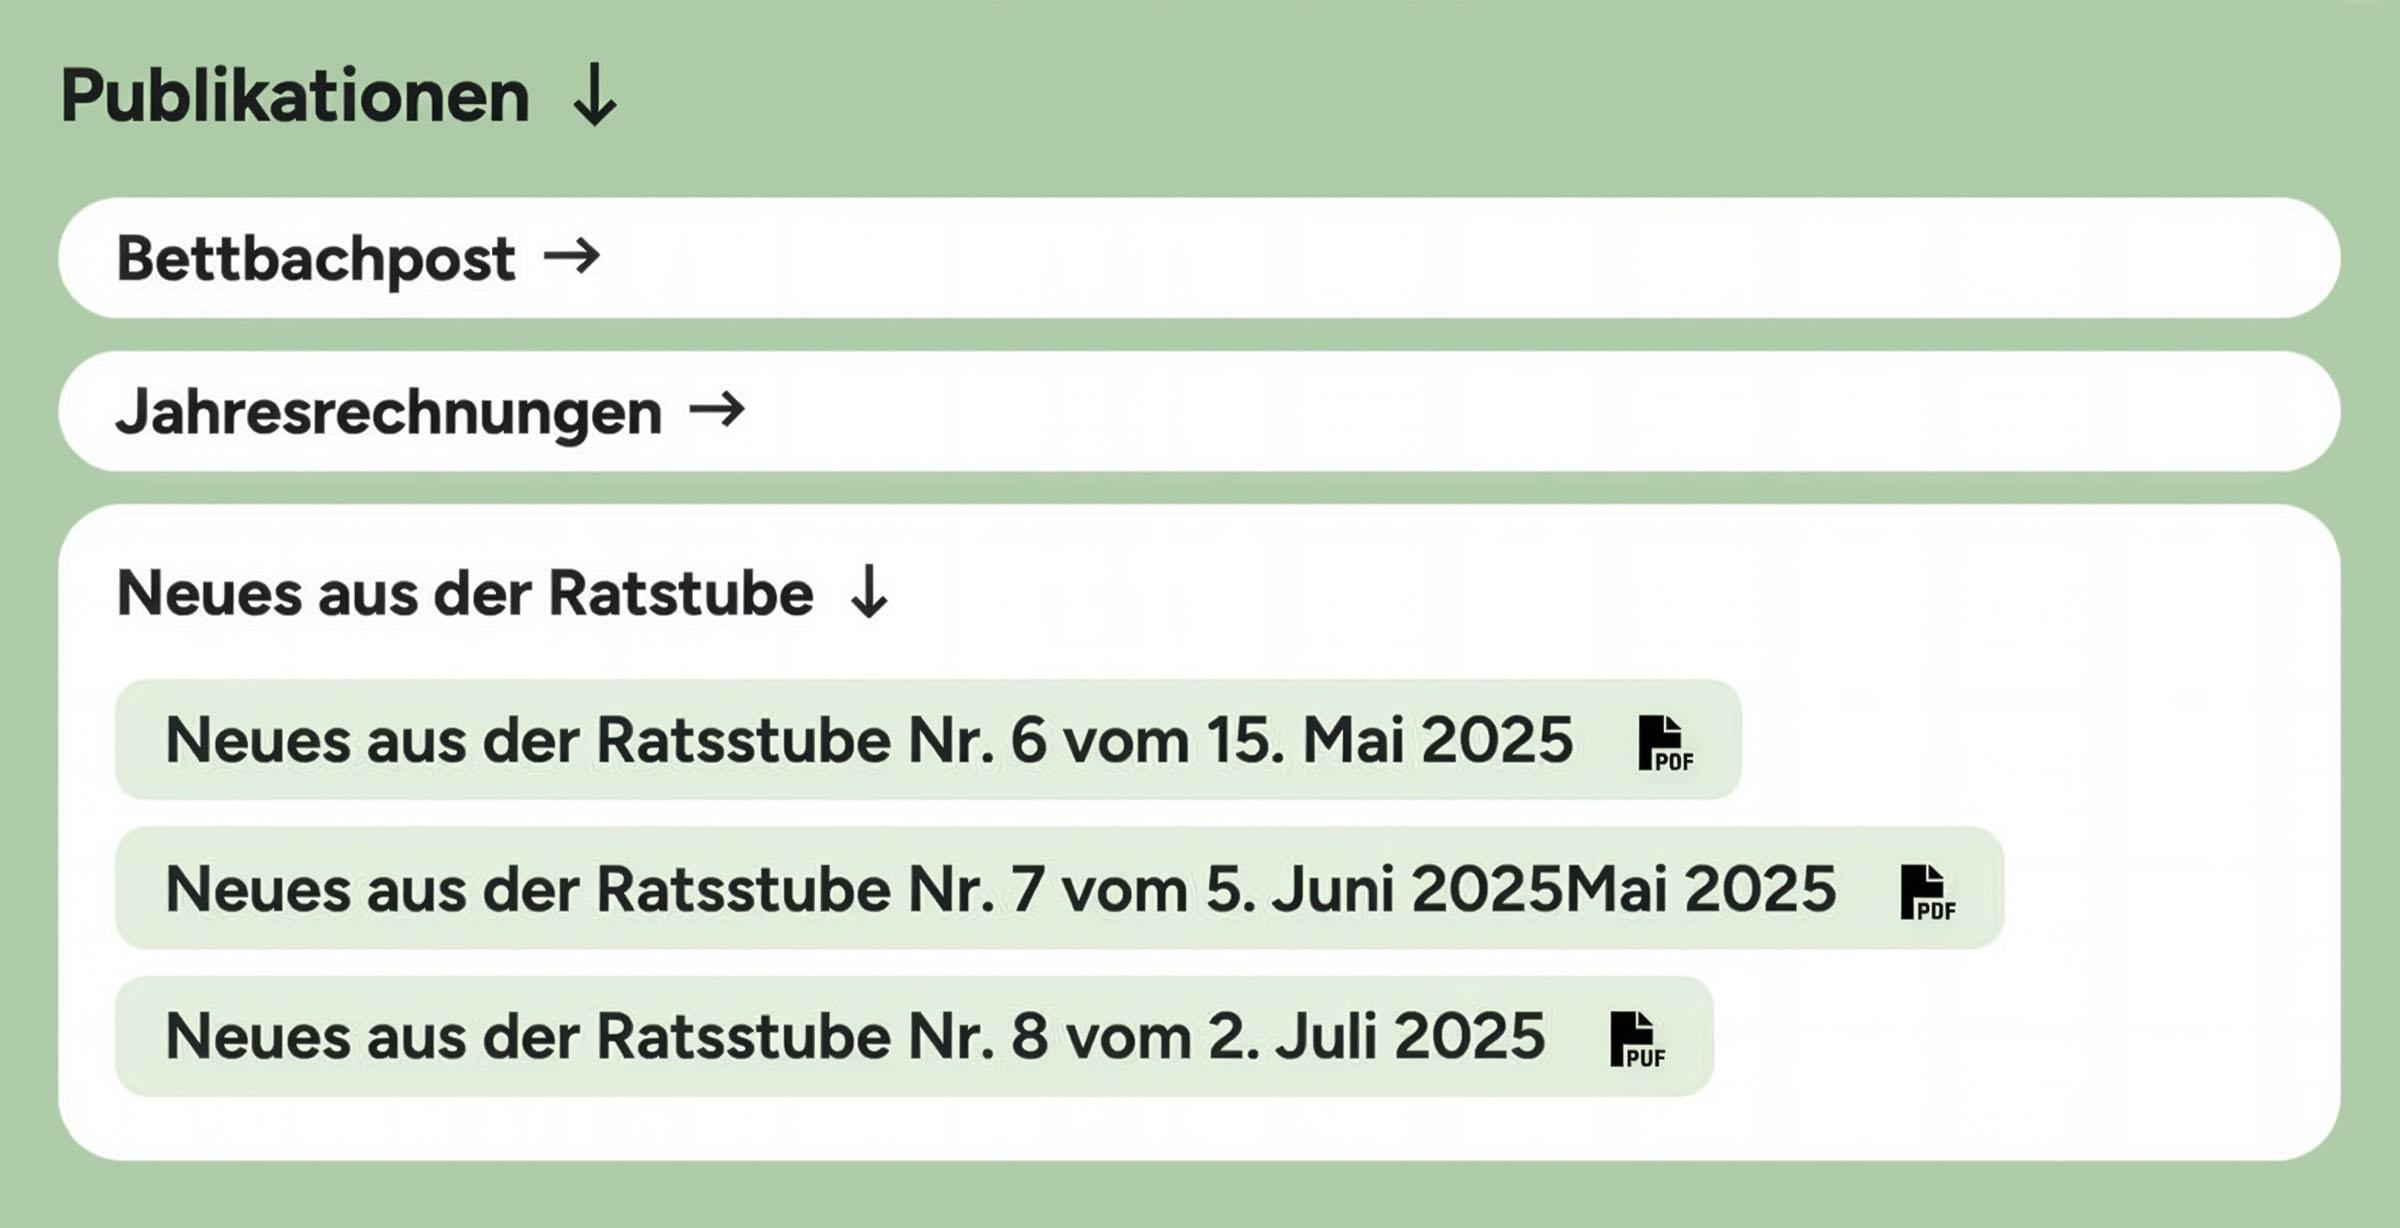 Publikationen ↓
Bettbachpost →
Jahresrechnungen →
Neues aus der Ratstube ↓
Neues aus der Ratsstube Nr. 6 vom 15. Mai 2025 PDF
Neues aus der Ratsstube Nr. 7 vom 5. Juni 2025Mai 2025 PDF
Neues aus der Ratsstube Nr. 8 vom 2. Juli 2025 PUF